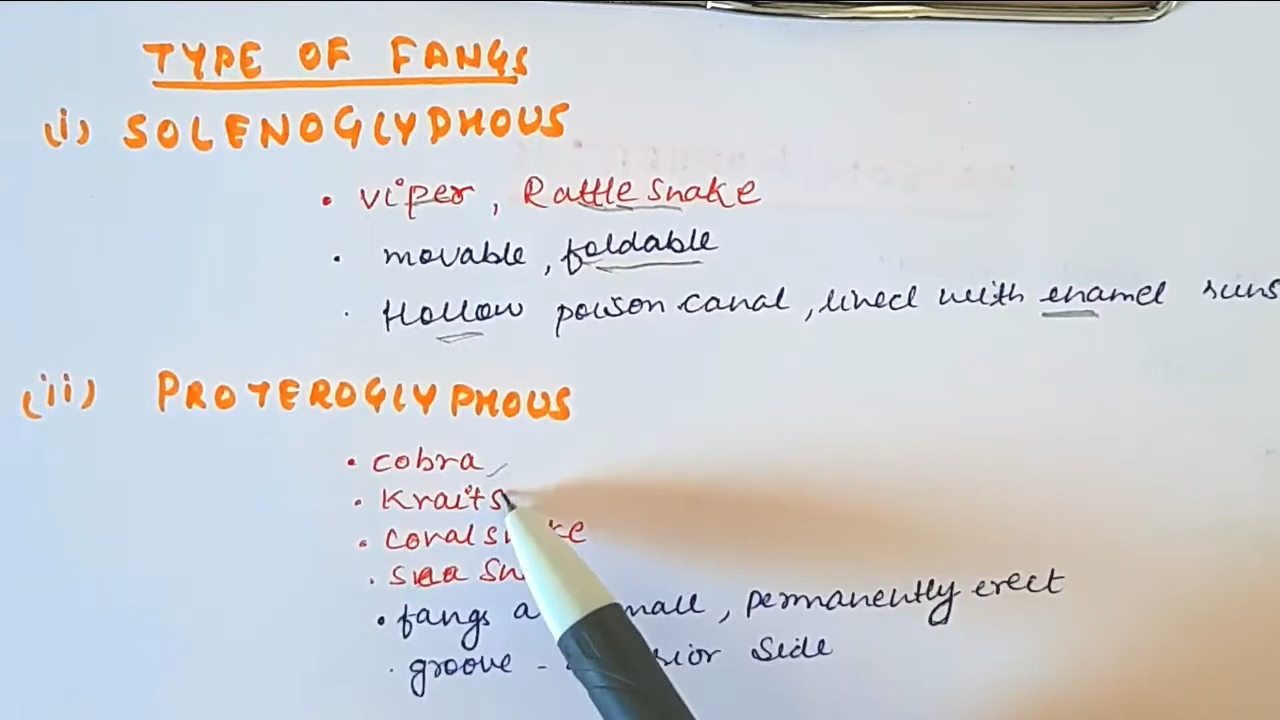 TYPE OF FANGS
(i) SOLENOGLYPHOUS
• viper, Rattle snake
• movable, foldable
• Hollow poison canal, lined with enamel runs
(ii) PROTEROGLYPHOUS
• cobra
• Kraits
• coral
• sea
• fangs, permanently erect
• groove - side